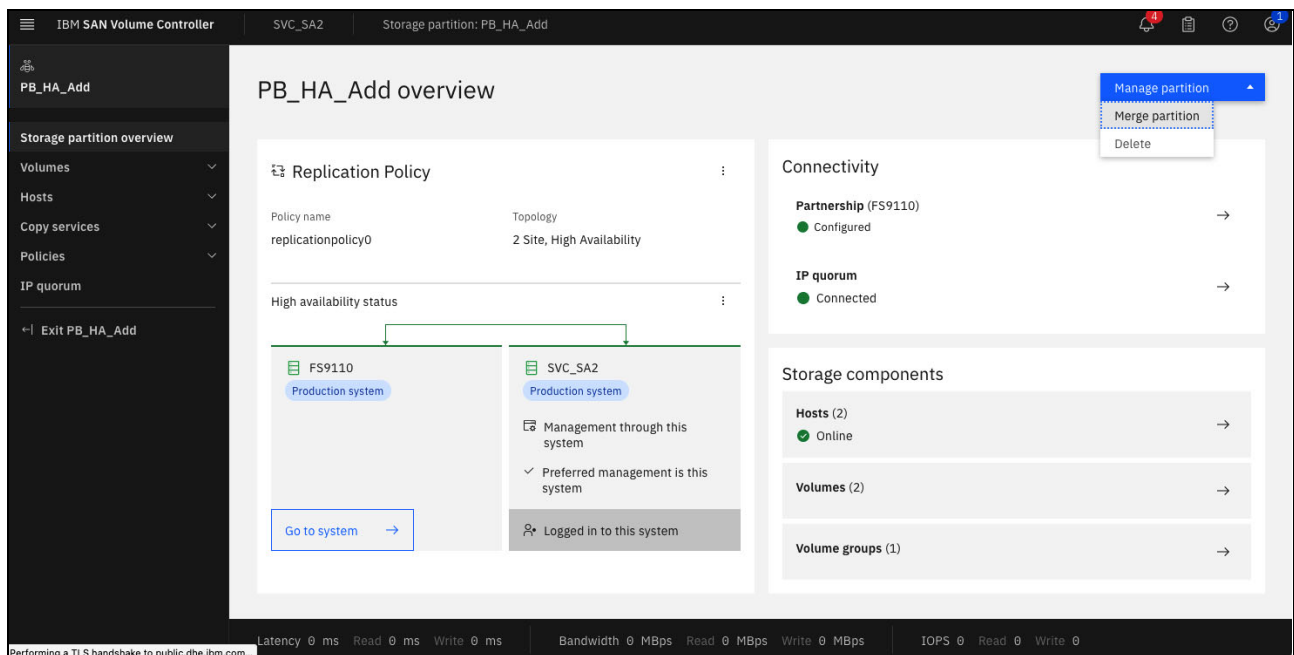 IBM SAN Volume Controller
SVC_SA2
Storage partition: PB_HA_Add
4
1
PB_HA_Add
Storage partition overview
Volumes
Hosts
Copy services
Policies
IP quorum
Exit PB_HA_Add
PB_HA_Add overview
Manage partition
Merge partition
Delete
Replication Policy
Policy name
Topology
replicationpolicy0
2 Site, High Availability
High availability status
FS9110
Production system
Go to system
SVC_SA2
Production system
Management through this
system
Preferred management is this
system
Logged in to this system
Connectivity
Partnership (FS9110)
Configured
IP quorum
Connected
Storage components
Hosts (2)
Online
Volumes (2)
Volume groups (1)
Latency 0 ms Read 0 ms Write 0 ms
Bandwidth 0 MBps Read 0 MBps Write 0 MBps
IOPS 0 Read 0 Write 0
Performing a TLS handshake to public.dhe.ibm.com...